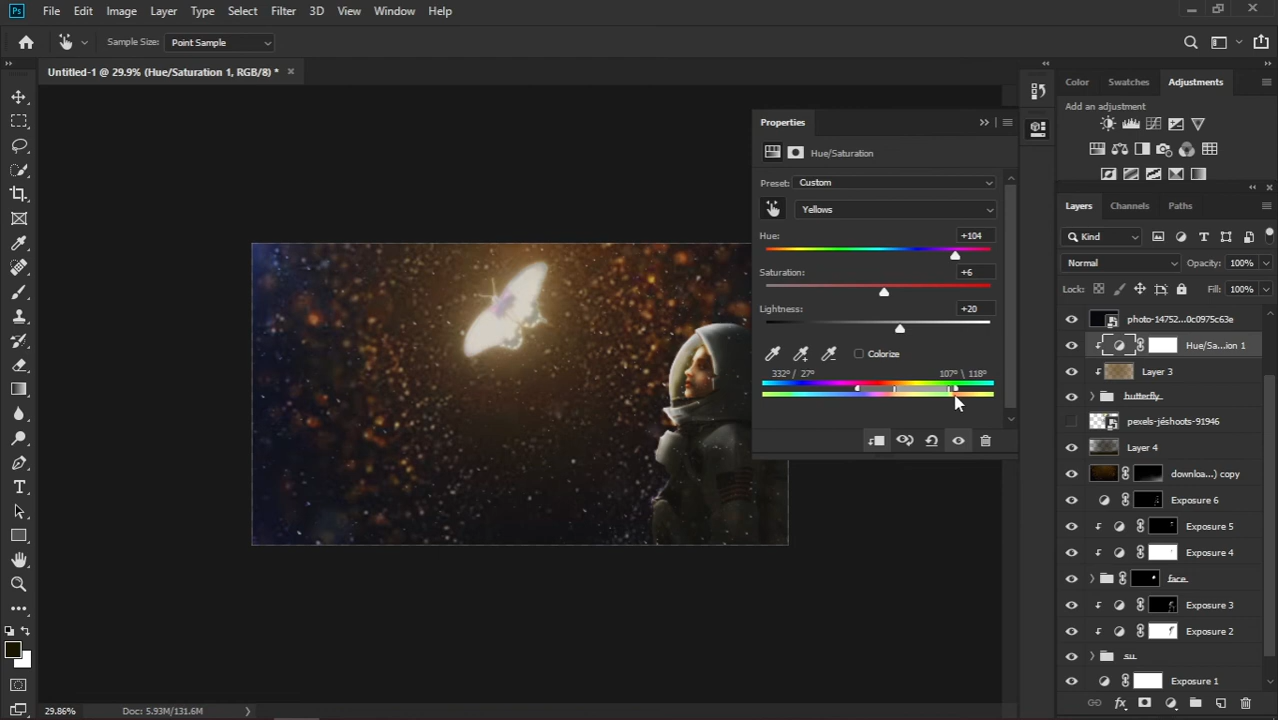 Ps File Edit Image Layer Type Select Filter 3D View Window Help
Sample Size: Point Sample
Untitled-1 @ 29.9% (Hue/Saturation 1, RGB/8) *
Properties
Hue/Saturation
Preset: Custom
Yellows
Hue: +104
Saturation: +6
Lightness: +20
Colorize
332°/ 27° 107°\ 118°
Color Swatches Adjustments
Add an adjustment
Layers Channels Paths
Kind
Normal Opacity: 100%
Lock: Fill: 100%
photo-14752...0c0975c63e
Hue/Sa...ion 1
Layer 3
butterfly
pexels-jéshoots-91946
Layer 4
downloa...) copy
Exposure 6
Exposure 5
Exposure 4
face
Exposure 3
Exposure 2
su
Exposure 1
29.86% Doc: 5.93M/131.6M